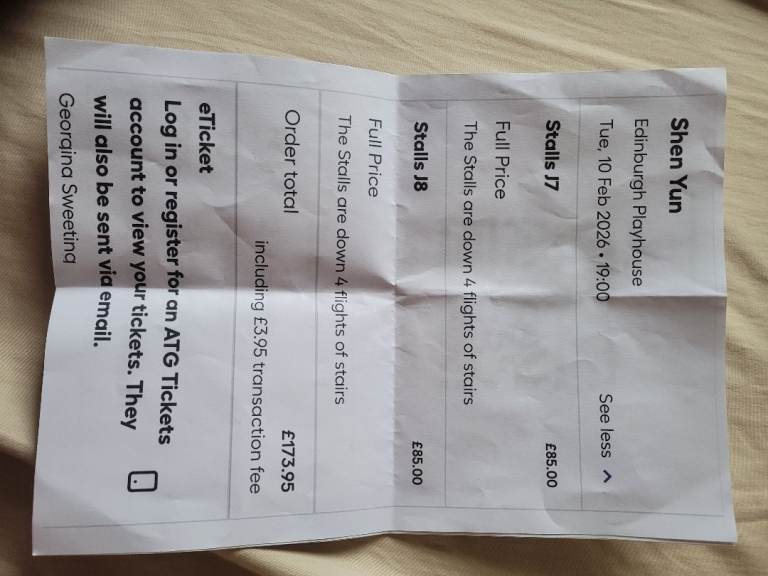 Shen Yun
Edinburgh Playhouse
Tue, 10 Feb 2026 • 19:00 See less
Stalls J7 £85.00
Full Price
The Stalls are down 4 flights of stairs
Stalls J8 £85.00
Full Price
The Stalls are down 4 flights of stairs
Order total £173.95
including £3.95 transaction fee
eTicket
Log in or register for an ATG Tickets
account to view your tickets. They
will also be sent via email.
Georgina Sweeting